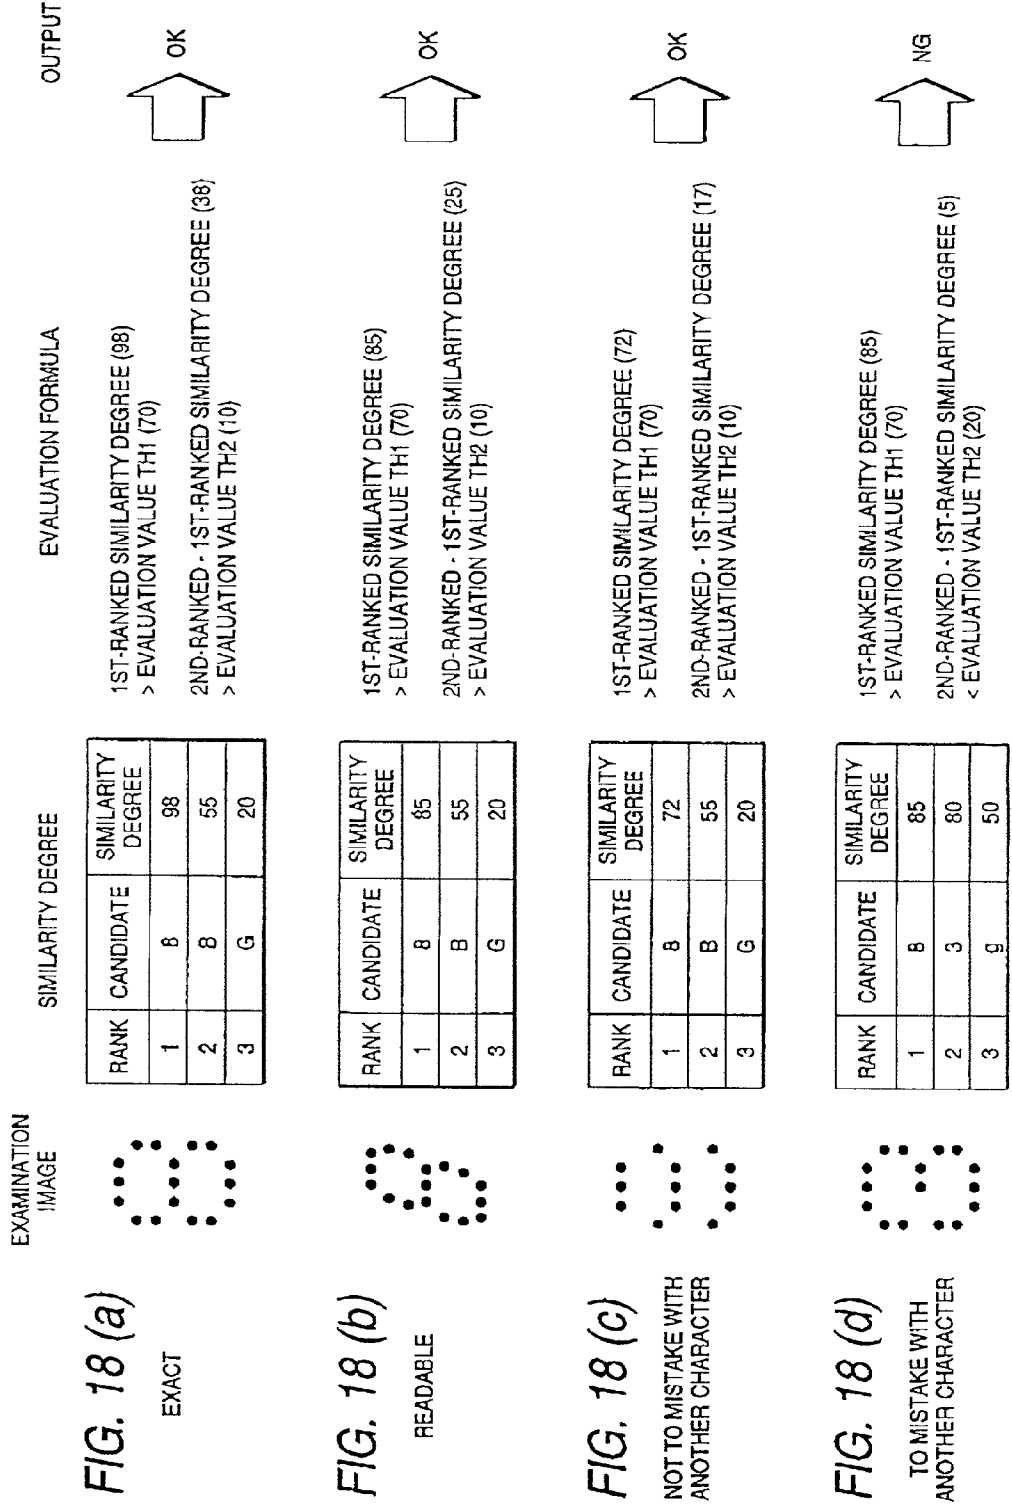 EXAMINATION
IMAGE
SIMILARITY DEGREE
EVALUATION FORMULA
OUTPUT
FIG. 18 (a)
EXACT
RANK CANDIDATE SIMILARITY
DEGREE
1 8 98
2 B 55
3 G 20
1ST-RANKED SIMILARITY DEGREE (98)
> EVALUATION VALUE TH1 (70)
2ND-RANKED - 1ST-RANKED SIMILARITY DEGREE (38)
> EVALUATION VALUE TH2 (10)
OK
FIG. 18 (b)
READABLE
RANK CANDIDATE SIMILARITY
DEGREE
1 8 85
2 B 55
3 G 20
1ST-RANKED SIMILARITY DEGREE (85)
> EVALUATION VALUE TH1 (70)
2ND-RANKED - 1ST-RANKED SIMILARITY DEGREE (25)
> EVALUATION VALUE TH2 (10)
OK
FIG. 18 (c)
NOT TO MISTAKE WITH
ANOTHER CHARACTER
RANK CANDIDATE SIMILARITY
DEGREE
1 8 72
2 B 55
3 G 20
1ST-RANKED SIMILARITY DEGREE (72)
> EVALUATION VALUE TH1 (70)
2ND-RANKED - 1ST-RANKED SIMILARITY DEGREE (17)
> EVALUATION VALUE TH2 (10)
OK
FIG. 18 (d)
TO MISTAKE WITH
ANOTHER CHARACTER
RANK CANDIDATE SIMILARITY
DEGREE
1 8 85
2 3 80
3 g 50
1ST-RANKED SIMILARITY DEGREE (85)
> EVALUATION VALUE TH1 (70)
2ND-RANKED - 1ST-RANKED SIMILARITY DEGREE (5)
< EVALUATION VALUE TH2 (20)
NG